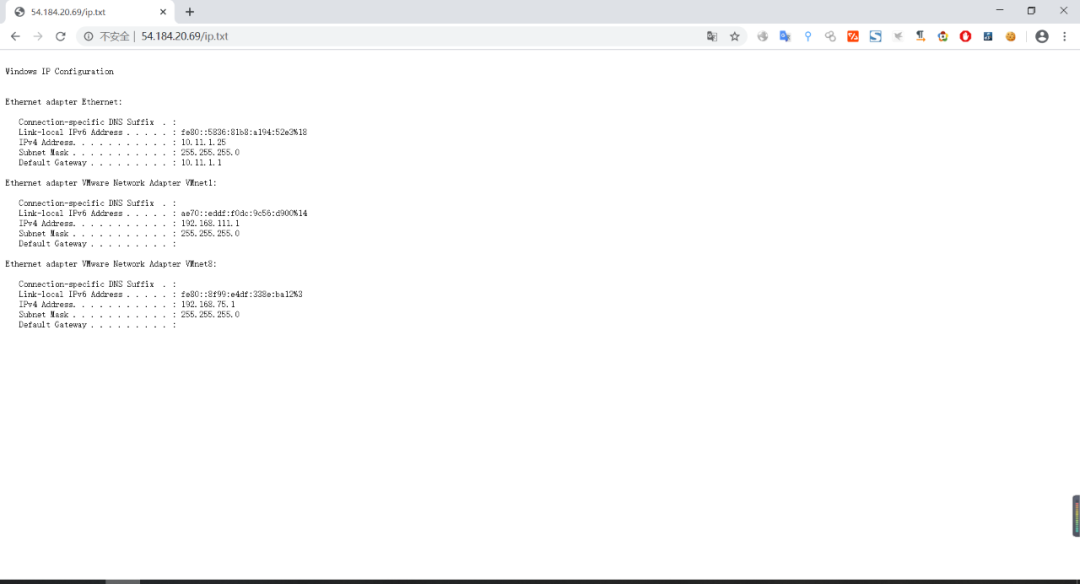 54.184.20.69/ip.txt
不安全 | 54.184.20.69/ip.txt
Windows IP Configuration
Ethernet adapter Ethernet:
Connection-specific DNS Suffix . :
Link-local IPv6 Address . . . . . : fe80::5836:81b8:a194:52e3%18
IPv4 Address. . . . . . . . . . . : 10.11.1.25
Subnet Mask . . . . . . . . . . . : 255.255.255.0
Default Gateway . . . . . . . . . : 10.11.1.1
Ethernet adapter VMware Network Adapter VMnet1:
Connection-specific DNS Suffix . :
Link-local IPv6 Address . . . . . : ae70::eddf:f0dc:9c56:d900%14
IPv4 Address. . . . . . . . . . . : 192.168.111.1
Subnet Mask . . . . . . . . . . . : 255.255.255.0
Default Gateway . . . . . . . . . :
Ethernet adapter VMware Network Adapter VMnet8:
Connection-specific DNS Suffix . :
Link-local IPv6 Address . . . . . : fe80::8f99:e4df:338e:ba12%3
IPv4 Address. . . . . . . . . . . : 192.168.75.1
Subnet Mask . . . . . . . . . . . : 255.255.255.0
Default Gateway . . . . . . . . . :